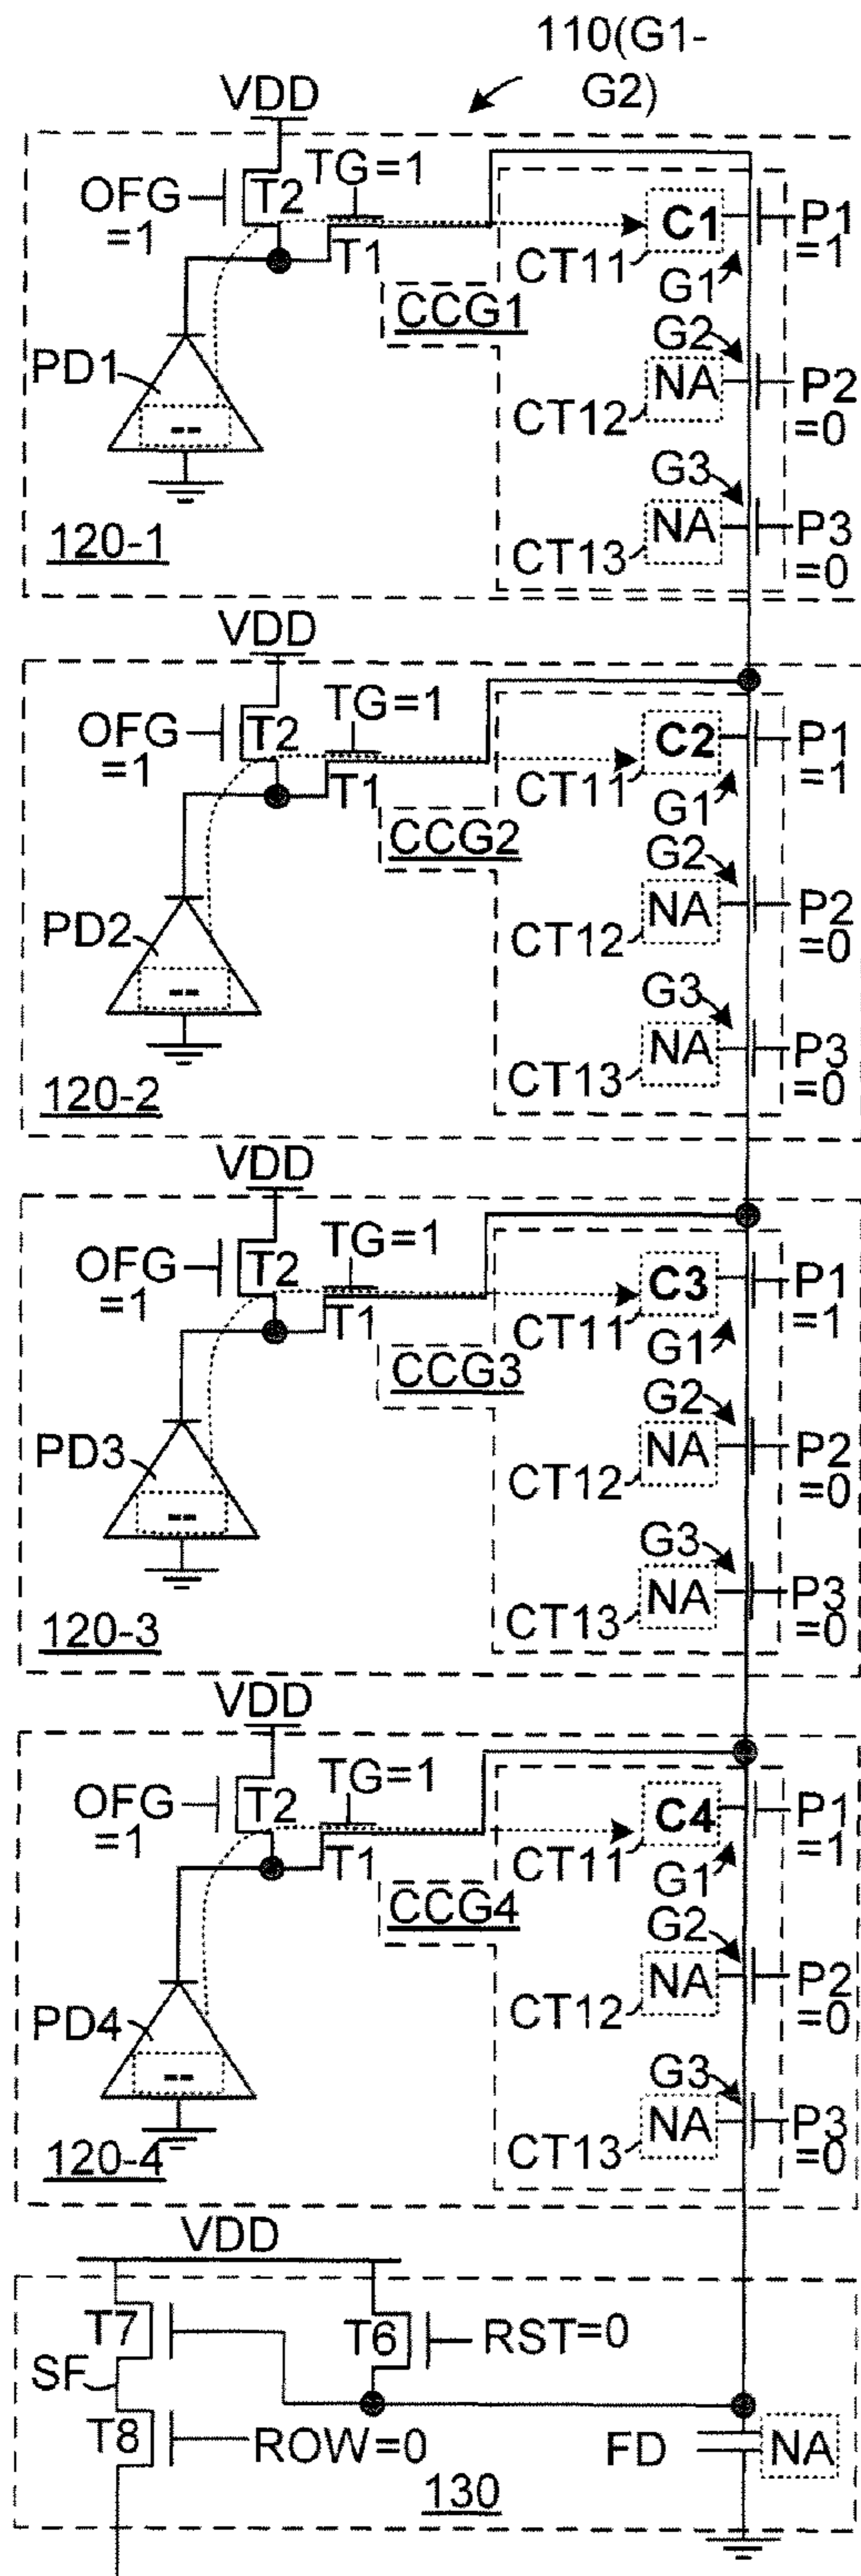 110(G1-
G2)
VDD
OFG
=1
T2
TG=1
T1
C1
P1
=1
CT11
G1
CCG1
G2
PD1
NA
P2
=0
CT12
--
G3
NA
P3
=0
CT13
120-1
VDD
OFG
=1
T2
TG=1
T1
C2
P1
=1
CT11
G1
CCG2
G2
PD2
NA
P2
=0
CT12
--
G3
NA
P3
=0
CT13
120-2
VDD
OFG
=1
T2
TG=1
T1
C3
P1
=1
CT11
G1
CCG3
G2
PD3
NA
P2
=0
CT12
--
G3
NA
P3
=0
CT13
120-3
VDD
OFG
=1
T2
TG=1
T1
C4
P1
=1
CT11
G1
CCG4
G2
PD4
NA
P2
=0
CT12
--
G3
NA
P3
=0
CT13
120-4
VDD
T7
T6
RST=0
SF
T8
ROW=0
FD
NA
130